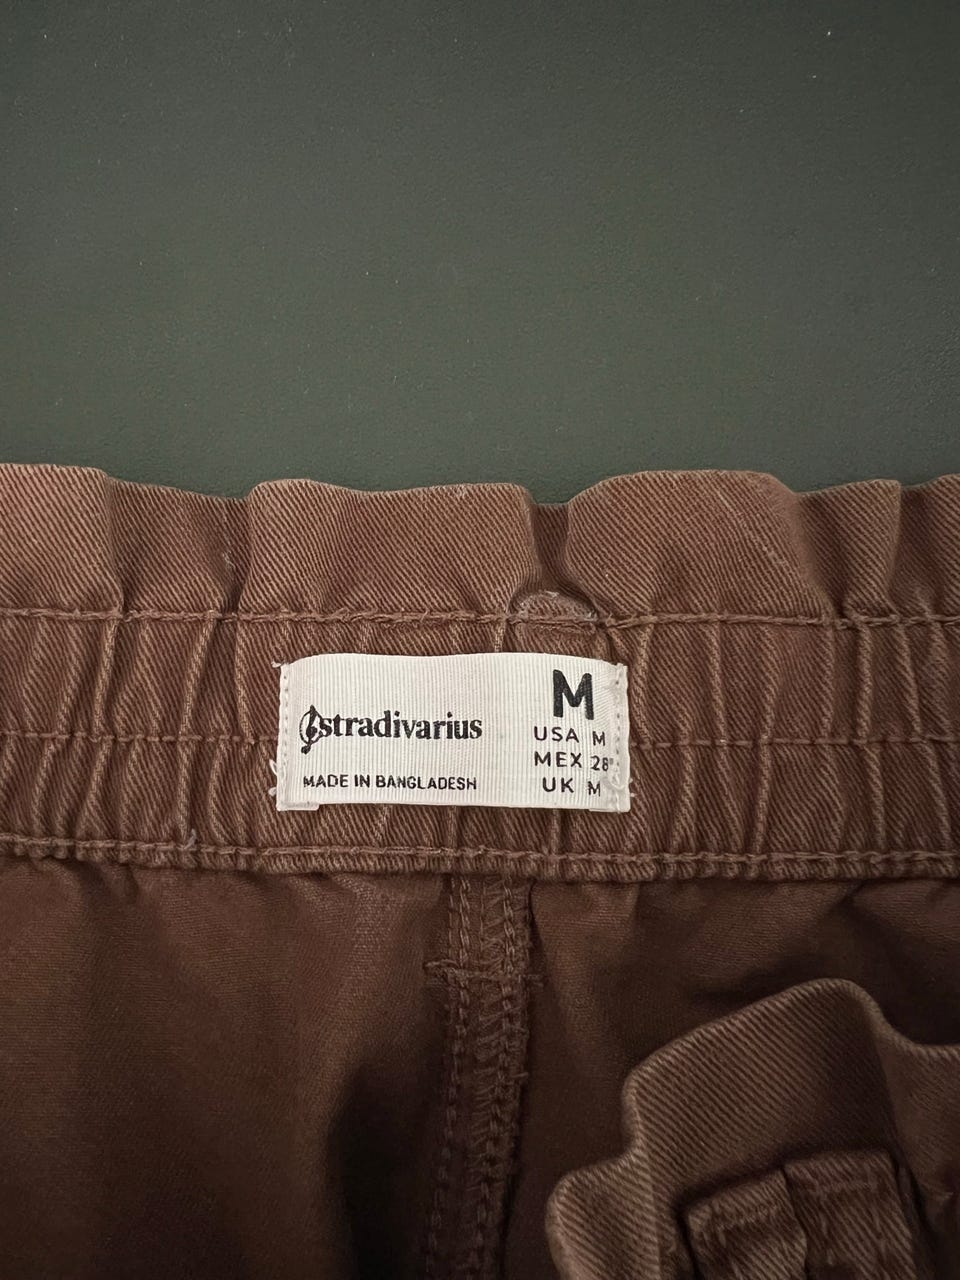 stradivarius
MADE IN BANGLADESH
M
USA M
MEX 28"
UK M